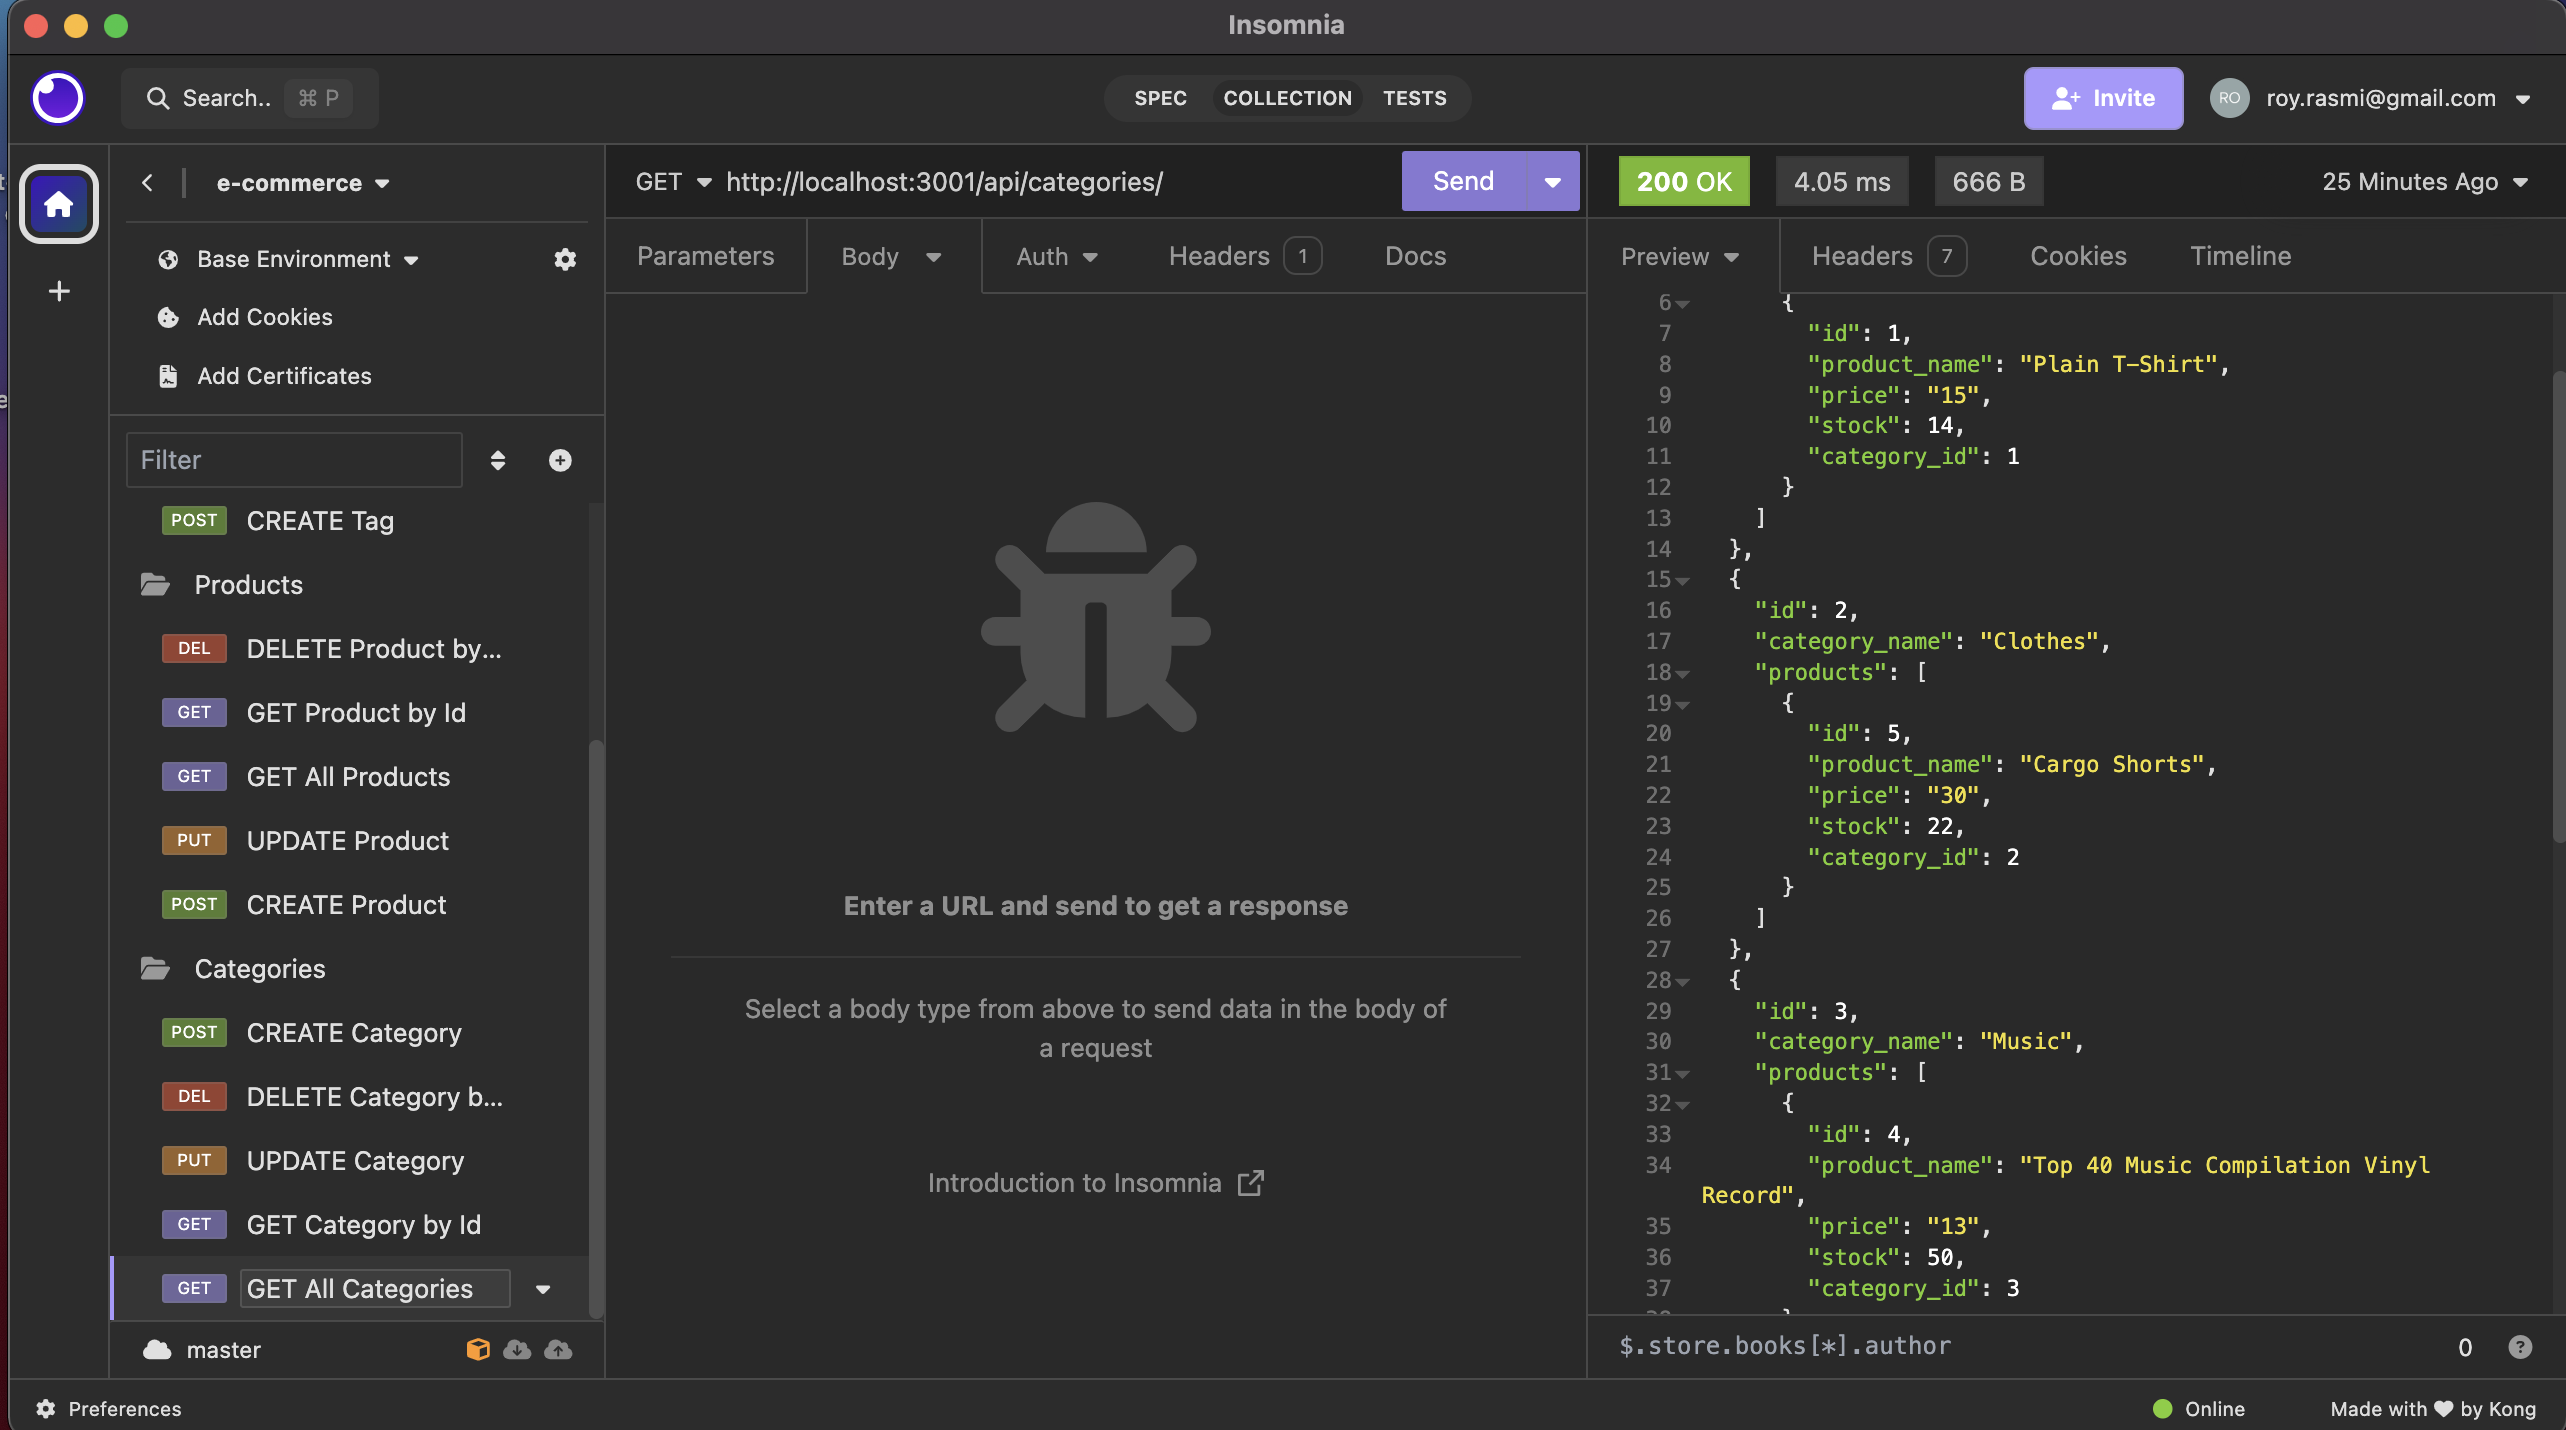 Insomnia
Search.. ⌘ P
SPEC COLLECTION TESTS
Invite
RO roy.rasmi@gmail.com
e-commerce
Base Environment
Add Cookies
Add Certificates
Filter
POST CREATE Tag
Products
DEL DELETE Product by...
GET GET Product by Id
GET GET All Products
PUT UPDATE Product
POST CREATE Product
Categories
POST CREATE Category
DEL DELETE Category b...
PUT UPDATE Category
GET GET Category by Id
GET GET All Categories
master
GET http://localhost:3001/api/categories/ Send
Parameters Body Auth Headers 1 Docs
Enter a URL and send to get a response
Select a body type from above to send data in the body of
a request
Introduction to Insomnia
200 OK 4.05 ms 666 B 25 Minutes Ago
Preview Headers 7 Cookies Timeline
6 {
7 "id": 1,
8 "product_name": "Plain T-Shirt",
9 "price": "15",
10 "stock": 14,
11 "category_id": 1
12 }
13 ]
14 },
15 {
16 "id": 2,
17 "category_name": "Clothes",
18 "products": [
19 {
20 "id": 5,
21 "product_name": "Cargo Shorts",
22 "price": "30",
23 "stock": 22,
24 "category_id": 2
25 }
26 ]
27 },
28 {
29 "id": 3,
30 "category_name": "Music",
31 "products": [
32 {
33 "id": 4,
34 "product_name": "Top 40 Music Compilation Vinyl
Record",
35 "price": "13",
36 "stock": 50,
37 "category_id": 3
$.store.books[*].author 0
Preferences
Online Made with ♥ by Kong